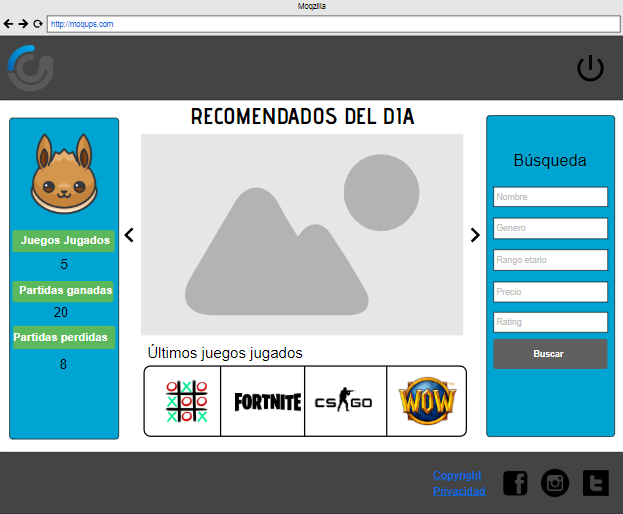 Moqzilla
http://moqups.com
RECOMENDADOS DEL DIA
Juegos Jugados
5
Partidas ganadas
20
Partidas perdidas
8
Últimos juegos jugados
FORTNITE
CS GO
WOW
Búsqueda
Nombre
Genero
Rango etario
Precio
Rating
Buscar
Copyright
Privacidad